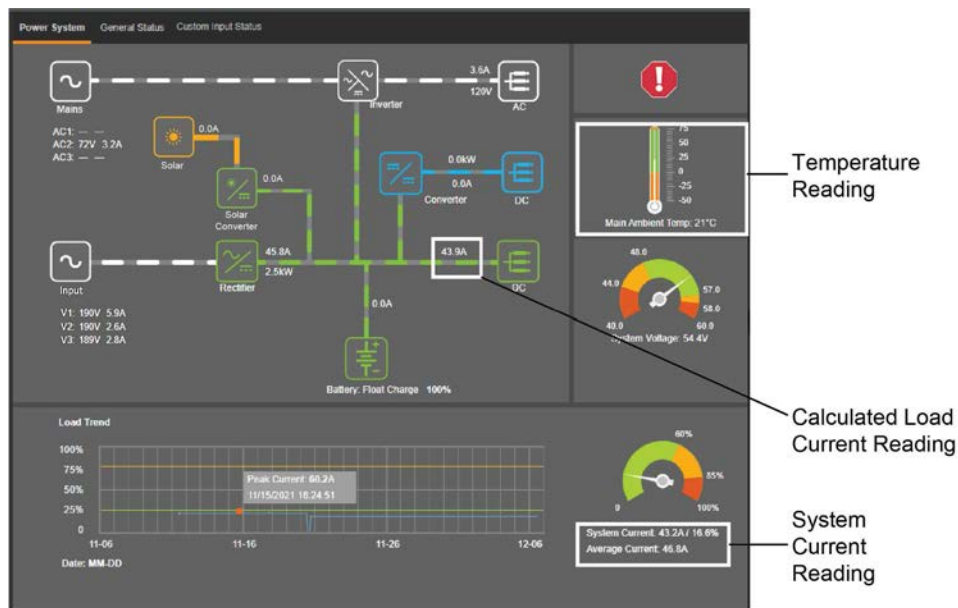 Power System General Status Custom Input Status
Mains
AC1: — —
AC2: 72V 3.2A
AC3: — —
Inverter
3.6A
120V
AC
Solar
0.0A
Solar
Converter
0.0A
Converter
0.0kW
0.0A
DC
Input
V1: 190V 5.9A
V2: 190V 2.6A
V3: 189V 2.8A
Rectifier
45.8A
2.5kW
43.9A
DC
0.0A
Battery: Float Charge 100%
75
50
25
0
-25
-50
Main Ambient Temp: 21°C
48.0
44.0
57.0
58.0
40.0
60.0
System Voltage: 54.4V
Load Trend
100%
75%
50%
25%
0
Peak Current: 60.2A
11/15/2021 16:24:51
11-06
11-16
11-26
12-06
Date: MM-DD
60%
85%
0
100%
System Current: 43.2A / 16.6%
Average Current: 46.8A
Temperature
Reading
Calculated Load
Current Reading
System
Current
Reading